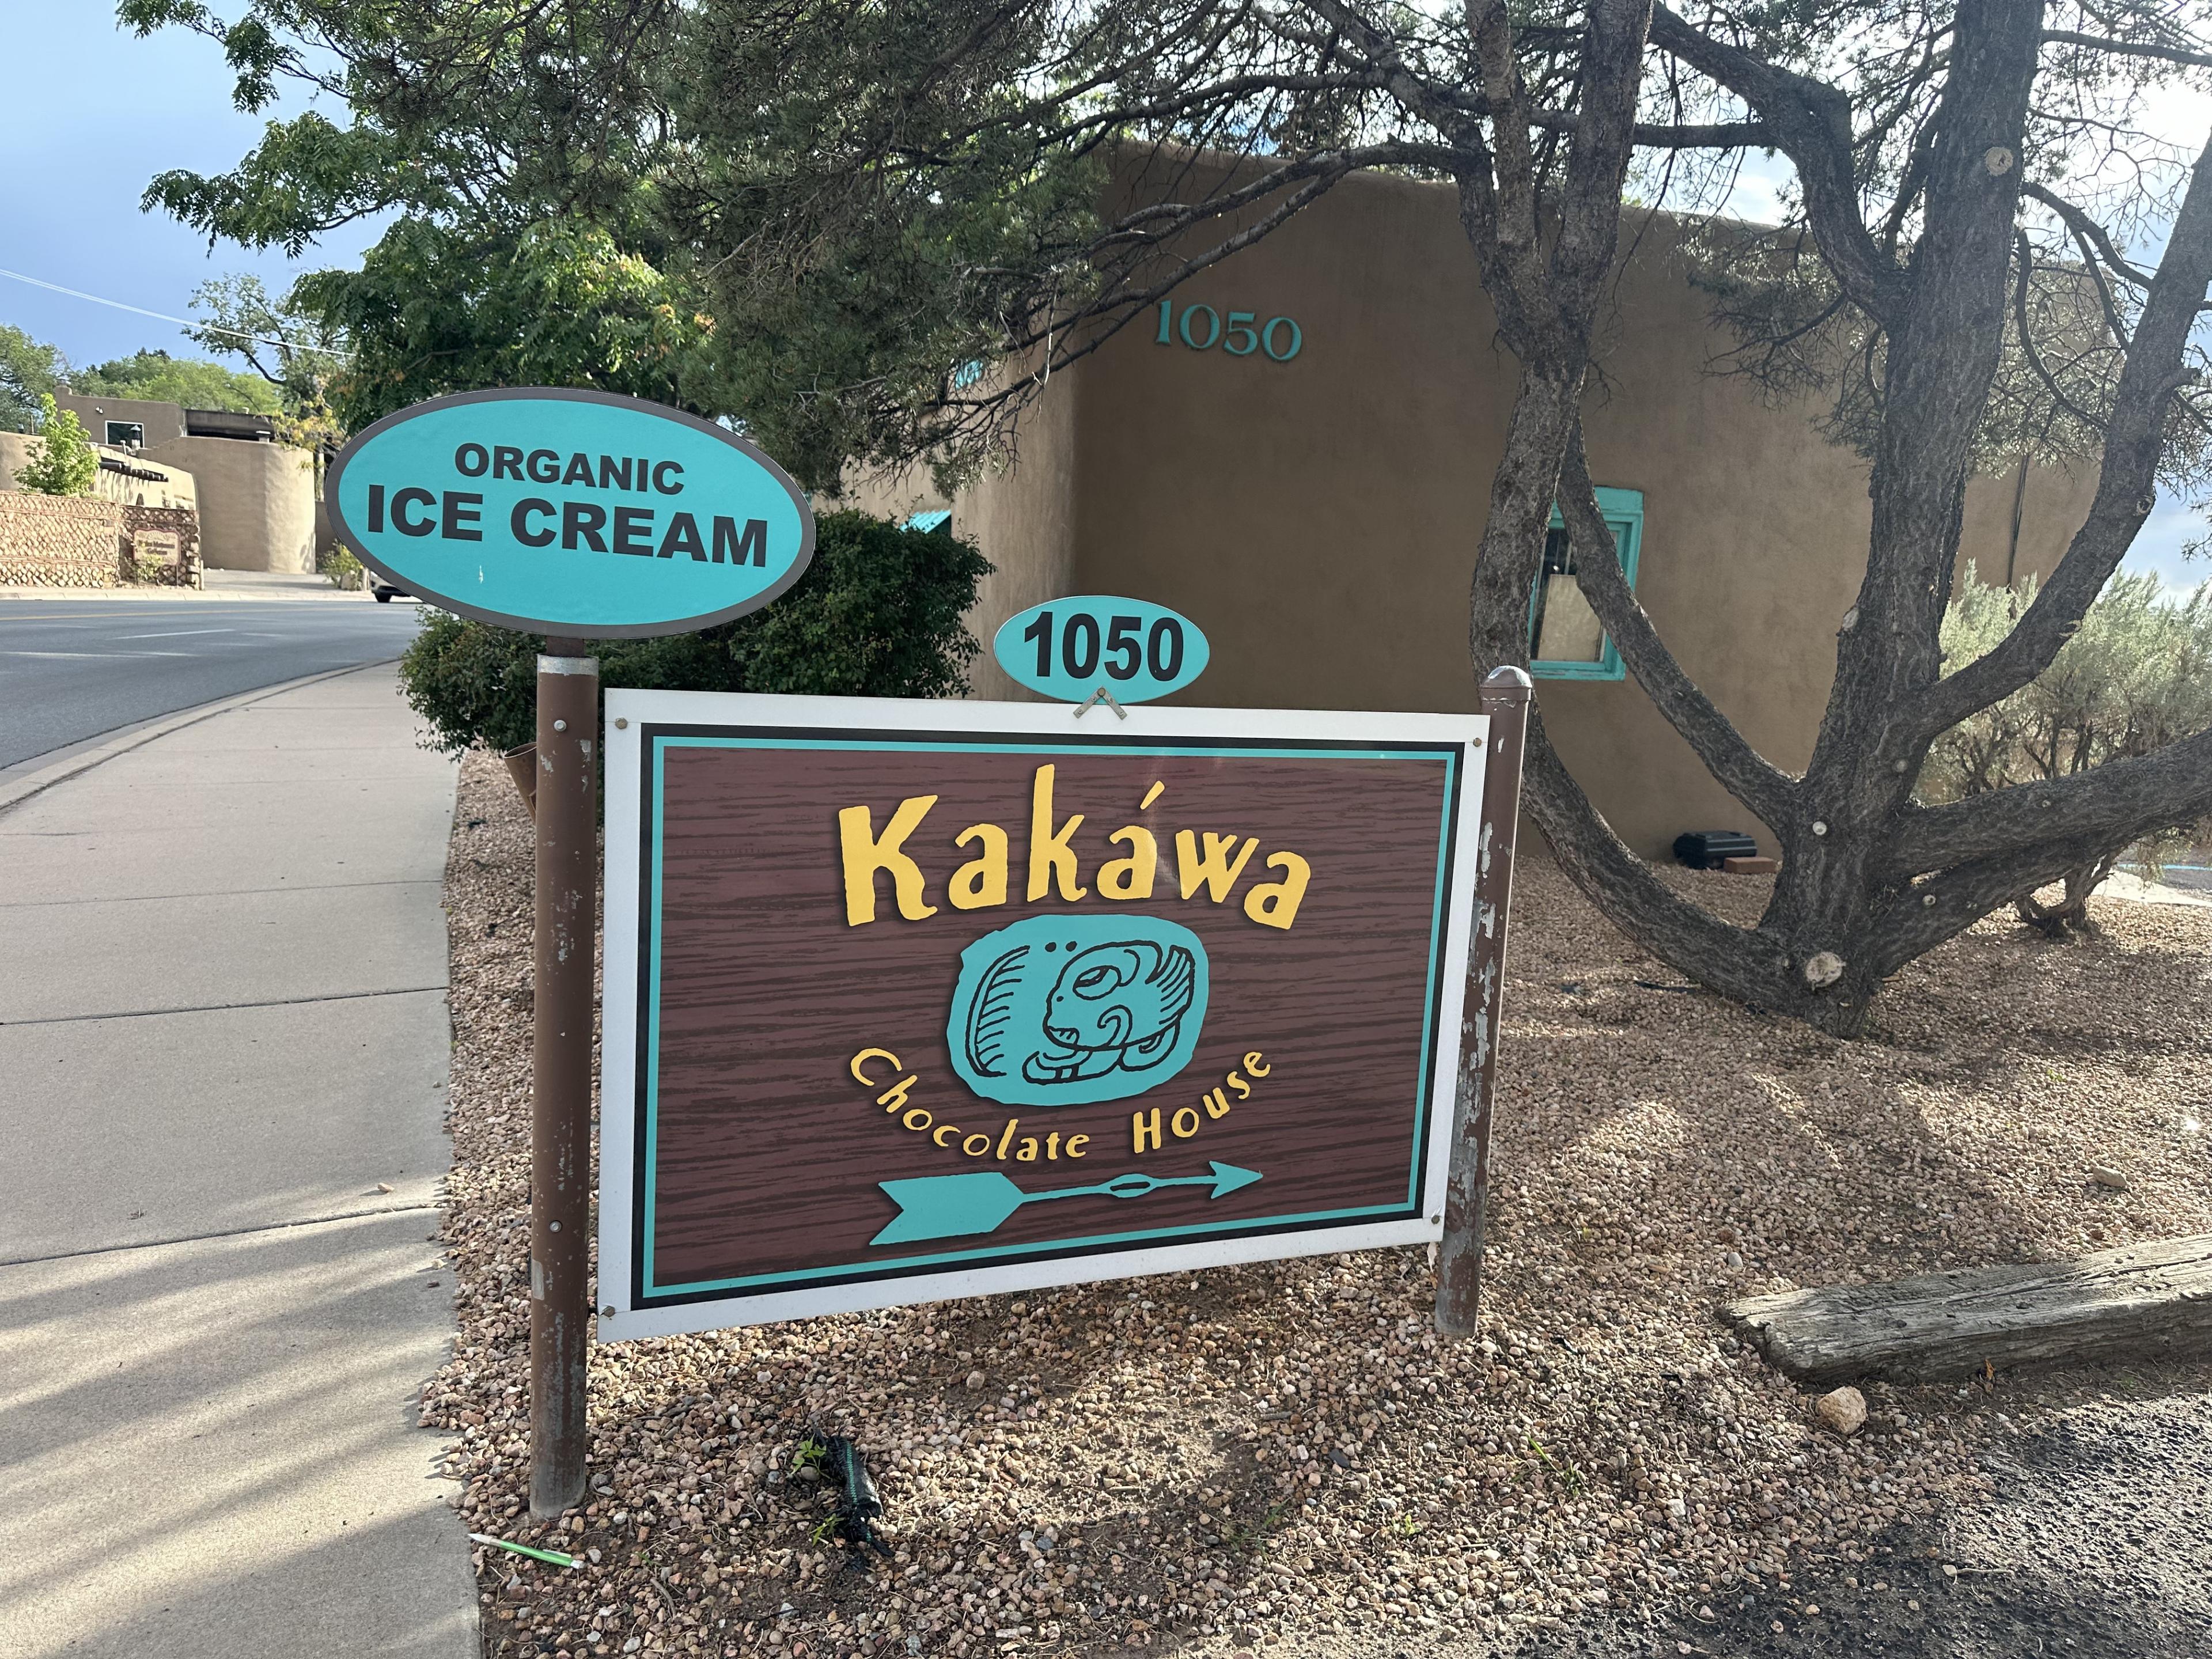 1050
ORGANIC
ICE CREAM
1050
Kakáwa
Chocolate House